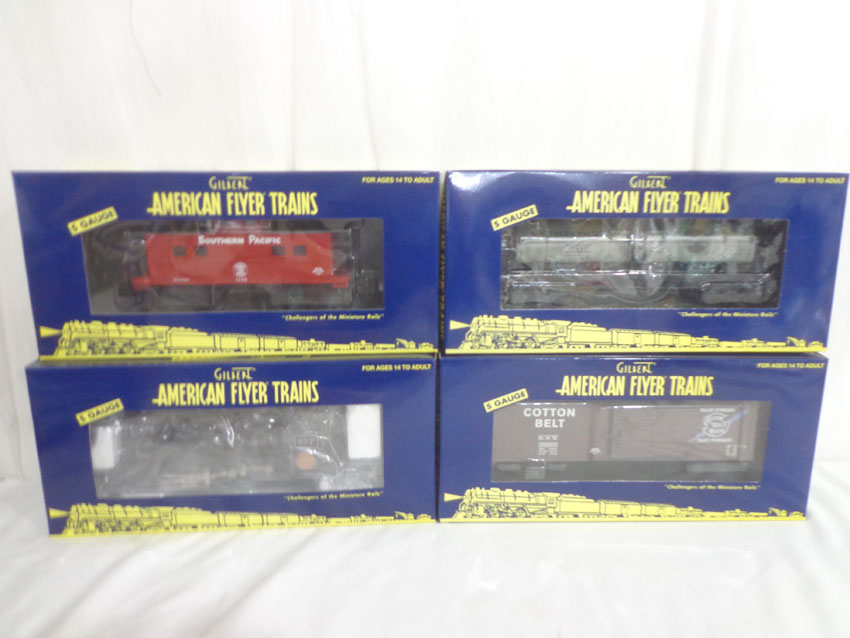 GILBERT
FOR AGES 14 TO ADULT
AMERICAN FLYER TRAINS
S GAUGE
SOUTHERN PACIFIC
"Challengers of the Miniature Rails"
GILBERT
FOR AGES 14 TO ADULT
AMERICAN FLYER TRAINS
S GAUGE
"Challengers of the Miniature Rails"
GILBERT
FOR AGES 14 TO ADULT
AMERICAN FLYER TRAINS
S GAUGE
"Challengers of the Miniature Rails"
GILBERT
FOR AGES 14 TO ADULT
AMERICAN FLYER TRAINS
S GAUGE
COTTON
BELT
"Challengers of the Miniature Rails"